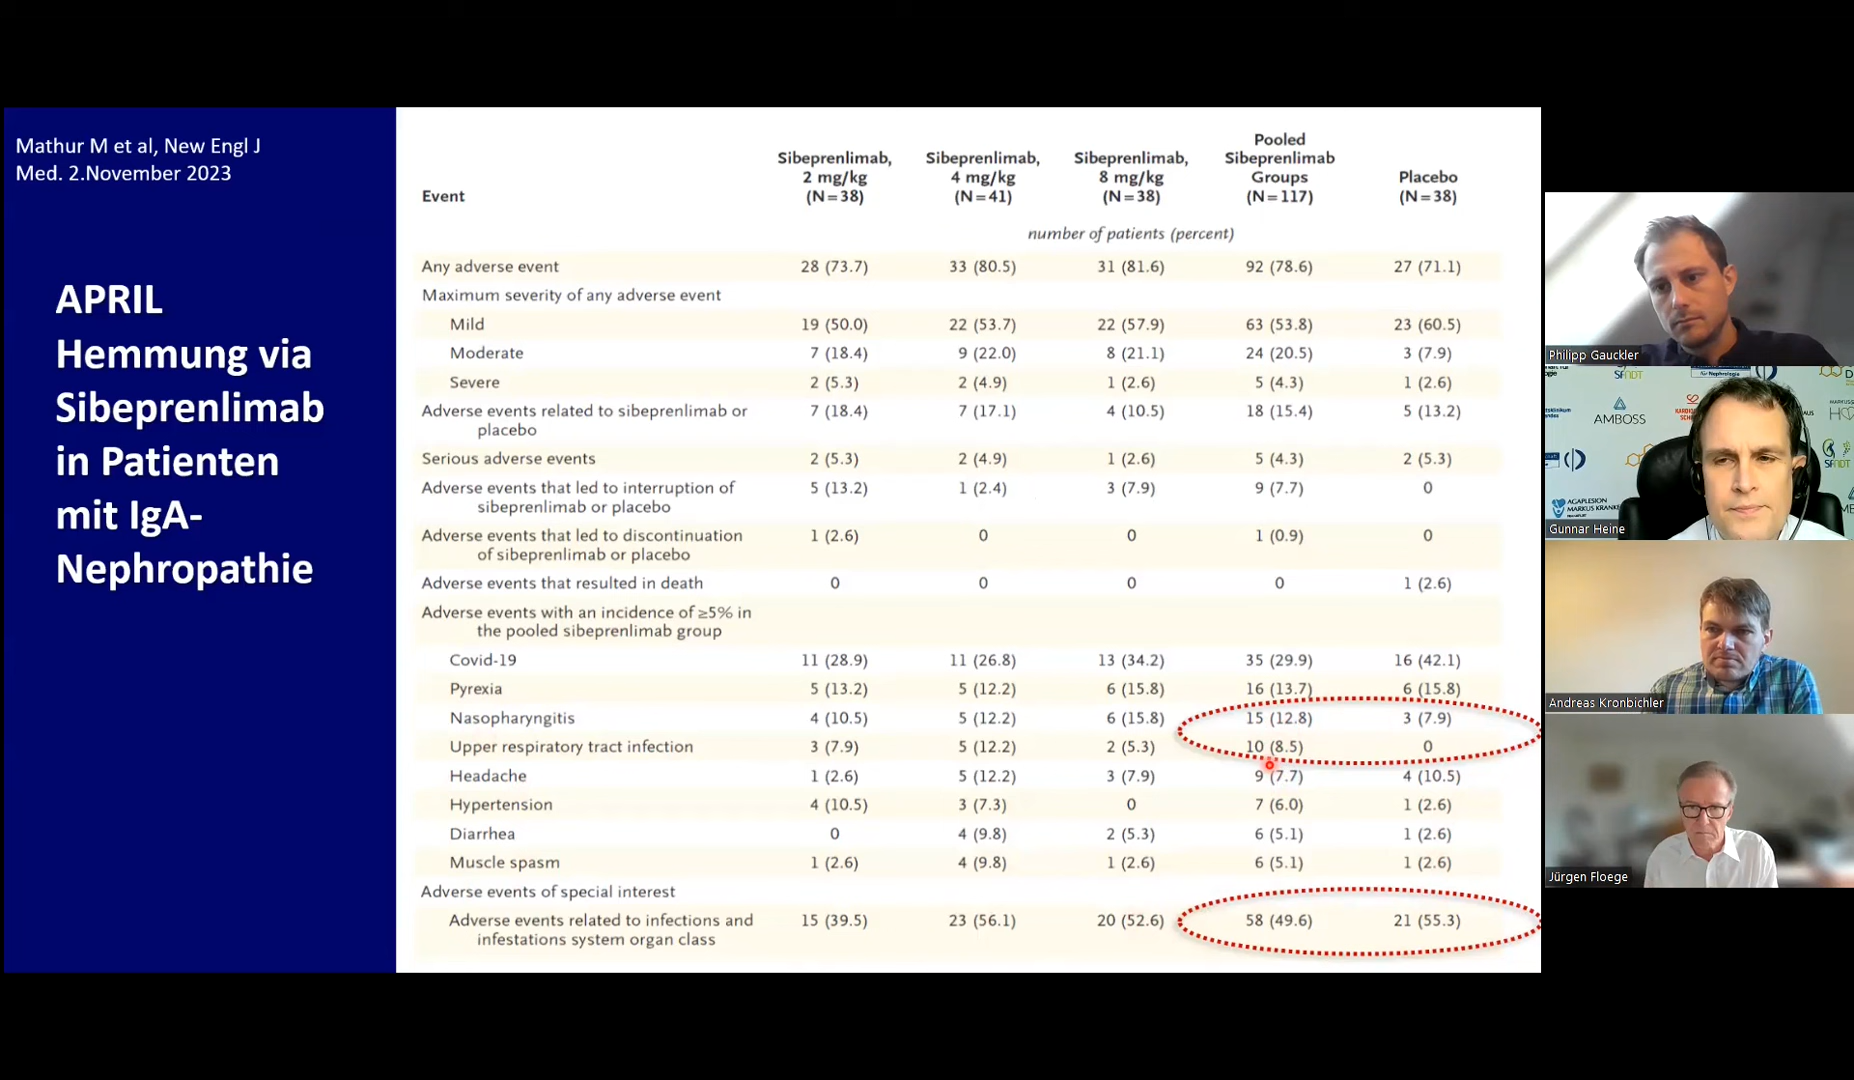 Mathur M et al, New Engl J
Med. 2.November 2023
APRIL
Hemmung via
Sibeprenlimab
in Patienten
mit IgA-
Nephropathie
Event
Sibeprenlimab,
2 mg/kg
(N=38)
Sibeprenlimab,
4 mg/kg
(N=41)
Sibeprenlimab,
8 mg/kg
(N=38)
Pooled
Sibeprenlimab
Groups
(N=117)
Placebo
(N=38)
number of patients (percent)
Any adverse event 28 (73.7) 33 (80.5) 31 (81.6) 92 (78.6) 27 (71.1)
Maximum severity of any adverse event
Mild 19 (50.0) 22 (53.7) 22 (57.9) 63 (53.8) 23 (60.5)
Moderate 7 (18.4) 9 (22.0) 8 (21.1) 24 (20.5) 3 (7.9)
Severe 2 (5.3) 2 (4.9) 1 (2.6) 5 (4.3) 1 (2.6)
Adverse events related to sibeprenlimab or 7 (18.4) 7 (17.1) 4 (10.5) 18 (15.4) 5 (13.2)
placebo
Serious adverse events 2 (5.3) 2 (4.9) 1 (2.6) 5 (4.3) 2 (5.3)
Adverse events that led to interruption of 5 (13.2) 1 (2.4) 3 (7.9) 9 (7.7) 0
sibeprenlimab or placebo
Adverse events that led to discontinuation 1 (2.6) 0 0 1 (0.9) 0
of sibeprenlimab or placebo
Adverse events that resulted in death 0 0 0 0 1 (2.6)
Adverse events with an incidence of ≥5% in
the pooled sibeprenlimab group
Covid-19 11 (28.9) 11 (26.8) 13 (34.2) 35 (29.9) 16 (42.1)
Pyrexia 5 (13.2) 5 (12.2) 6 (15.8) 16 (13.7) 6 (15.8)
Nasopharyngitis 4 (10.5) 5 (12.2) 6 (15.8) 15 (12.8) 3 (7.9)
Upper respiratory tract infection 3 (7.9) 5 (12.2) 2 (5.3) 10 (8.5) 0
Headache 1 (2.6) 5 (12.2) 3 (7.9) 9 (7.7) 4 (10.5)
Hypertension 4 (10.5) 3 (7.3) 0 7 (6.0) 1 (2.6)
Diarrhea 0 4 (9.8) 2 (5.3) 6 (5.1) 1 (2.6)
Muscle spasm 1 (2.6) 4 (9.8) 1 (2.6) 6 (5.1) 1 (2.6)
Adverse events of special interest
Adverse events related to infections and 15 (39.5) 23 (56.1) 20 (52.6) 58 (49.6) 21 (55.3)
infestations system organ class
Philipp Gauckler
AMBOSS
AGAPLESION
Gunnar Heine
Andreas Kronbichler
Jürgen Floege